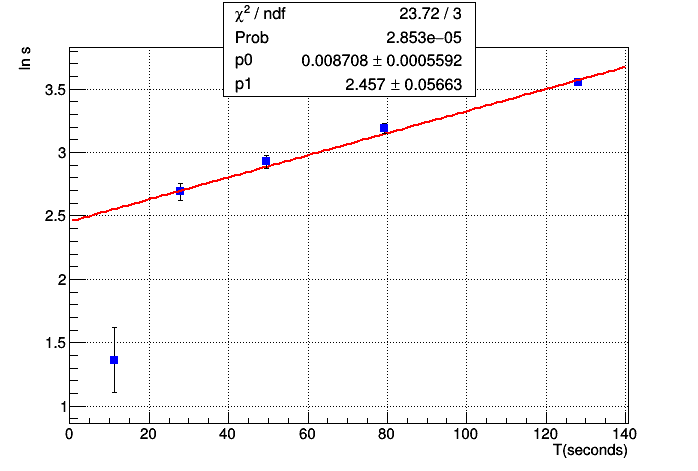 χ² / ndf 23.72 / 3
Prob 2.853e−05
p0 0.008708 ± 0.0005592
p1 2.457 ± 0.05663
ln s
3.5
3
2.5
2
1.5
1
0 20 40 60 80 100 120 140
T(seconds)